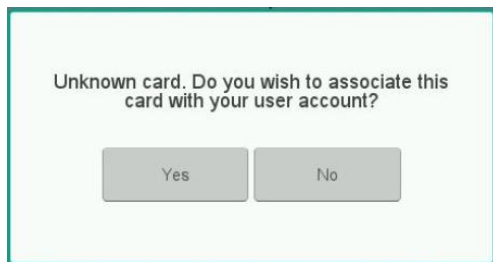 Unknown card. Do you wish to associate this
card with your user account?
Yes
No